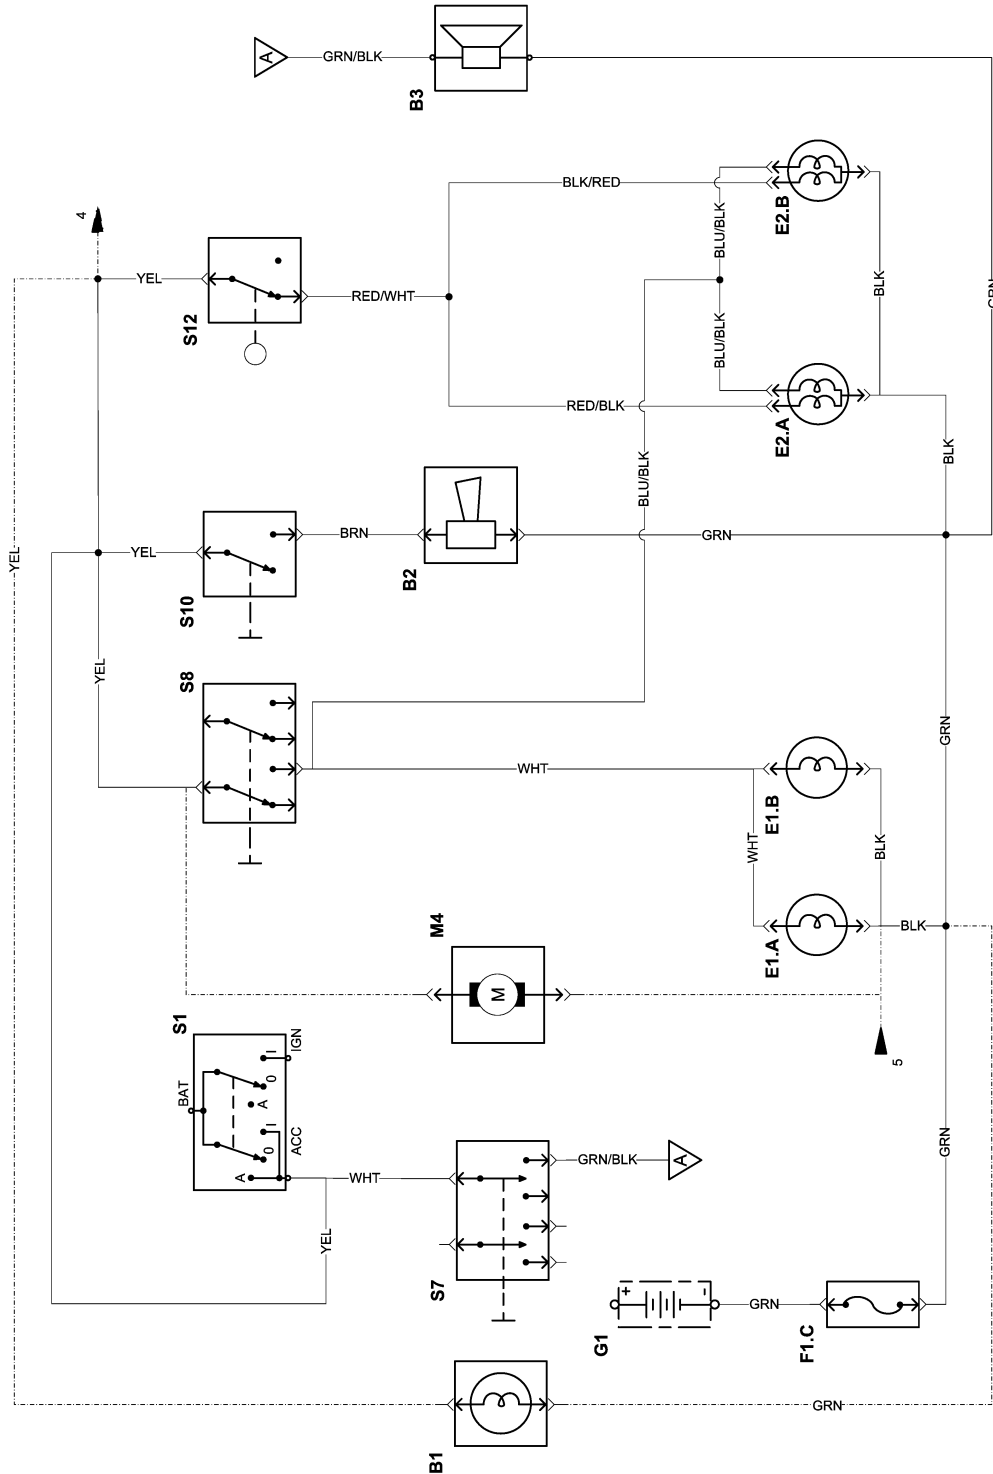 A
GRN/BLK
B3
4
BLK/RED
BLU/BLK
E2.B
YEL
S12
RED/WHT
BLK
GRN
BLU/BLK
RED/BLK
E2.A
BLU/BLK
BLK
YEL
YEL
S10
BRN
B2
GRN
YEL
S8
WHT
GRN
E1.B
WHT
BLK
E1.A
BLK
M4
M
5
S1
BAT
IGN
I
0
A
I
0
A
ACC
WHT
YEL
S7
GRN/BLK
A
GRN
G1
+
-
GRN
F1.C
B1
GRN